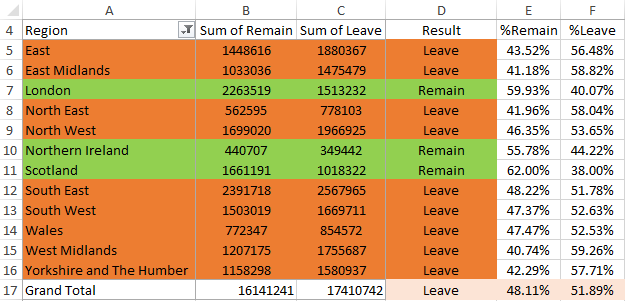 A B C D E F
4 Region Sum of Remain Sum of Leave Result %Remain %Leave
5 East 1448616 1880367 Leave 43.52% 56.48%
6 East Midlands 1033036 1475479 Leave 41.18% 58.82%
7 London 2263519 1513232 Remain 59.93% 40.07%
8 North East 562595 778103 Leave 41.96% 58.04%
9 North West 1699020 1966925 Leave 46.35% 53.65%
10 Northern Ireland 440707 349442 Remain 55.78% 44.22%
11 Scotland 1661191 1018322 Remain 62.00% 38.00%
12 South East 2391718 2567965 Leave 48.22% 51.78%
13 South West 1503019 1669711 Leave 47.37% 52.63%
14 Wales 772347 854572 Leave 47.47% 52.53%
15 West Midlands 1207175 1755687 Leave 40.74% 59.26%
16 Yorkshire and The Humber 1158298 1580937 Leave 42.29% 57.71%
17 Grand Total 16141241 17410742 Leave 48.11% 51.89%